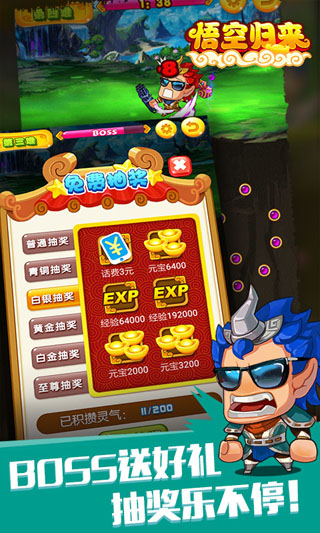 1:38
悟空归来
8
第三档
BOSS
免费抽奖
普通抽奖
青铜抽奖
白银抽奖
黄金抽奖
白金抽奖
至尊抽奖
话费3元
元宝6400
EXP
EXP
经验64000
经验192000
元宝2000
元宝3200
已积攒灵气:
11/200
BOSS送好礼
抽奖乐不停!